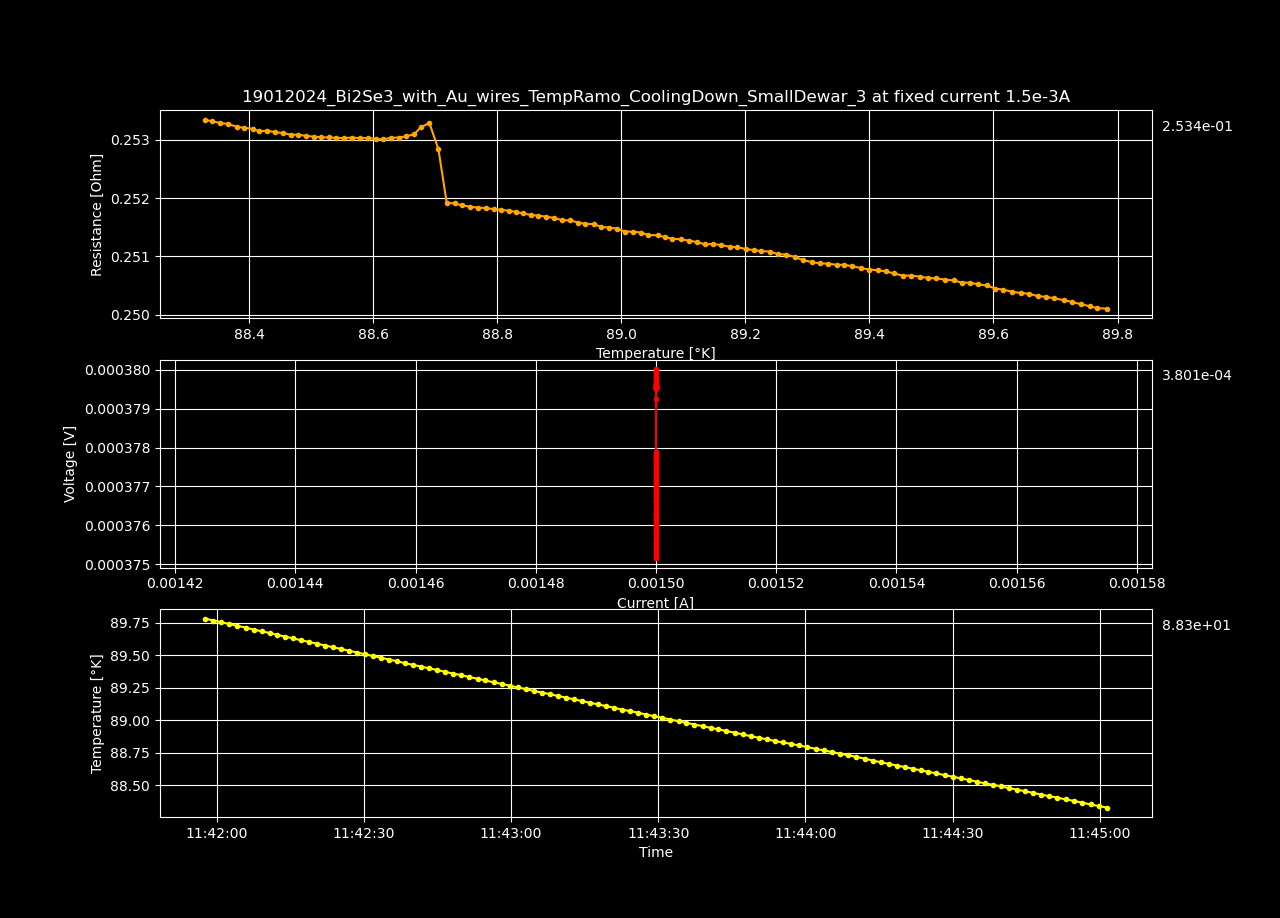 19012024_Bi2Se3_with_Au_wires_TempRamo_CoolingDown_SmallDewar_3 at fixed current 1.5e-3A
2.534e-01
Resistance [Ohm]
0.253
0.252
0.251
0.250
88.4 88.6 88.8 89.0 89.2 89.4 89.6 89.8
Temperature [°K]
3.801e-04
Voltage [V]
0.000380
0.000379
0.000378
0.000377
0.000376
0.000375
0.00142 0.00144 0.00146 0.00148 0.00150 0.00152 0.00154 0.00156 0.00158
Current [A]
8.83e+01
Temperature [°K]
89.75
89.50
89.25
89.00
88.75
88.50
11:42:00 11:42:30 11:43:00 11:43:30 11:44:00 11:44:30 11:45:00
Time